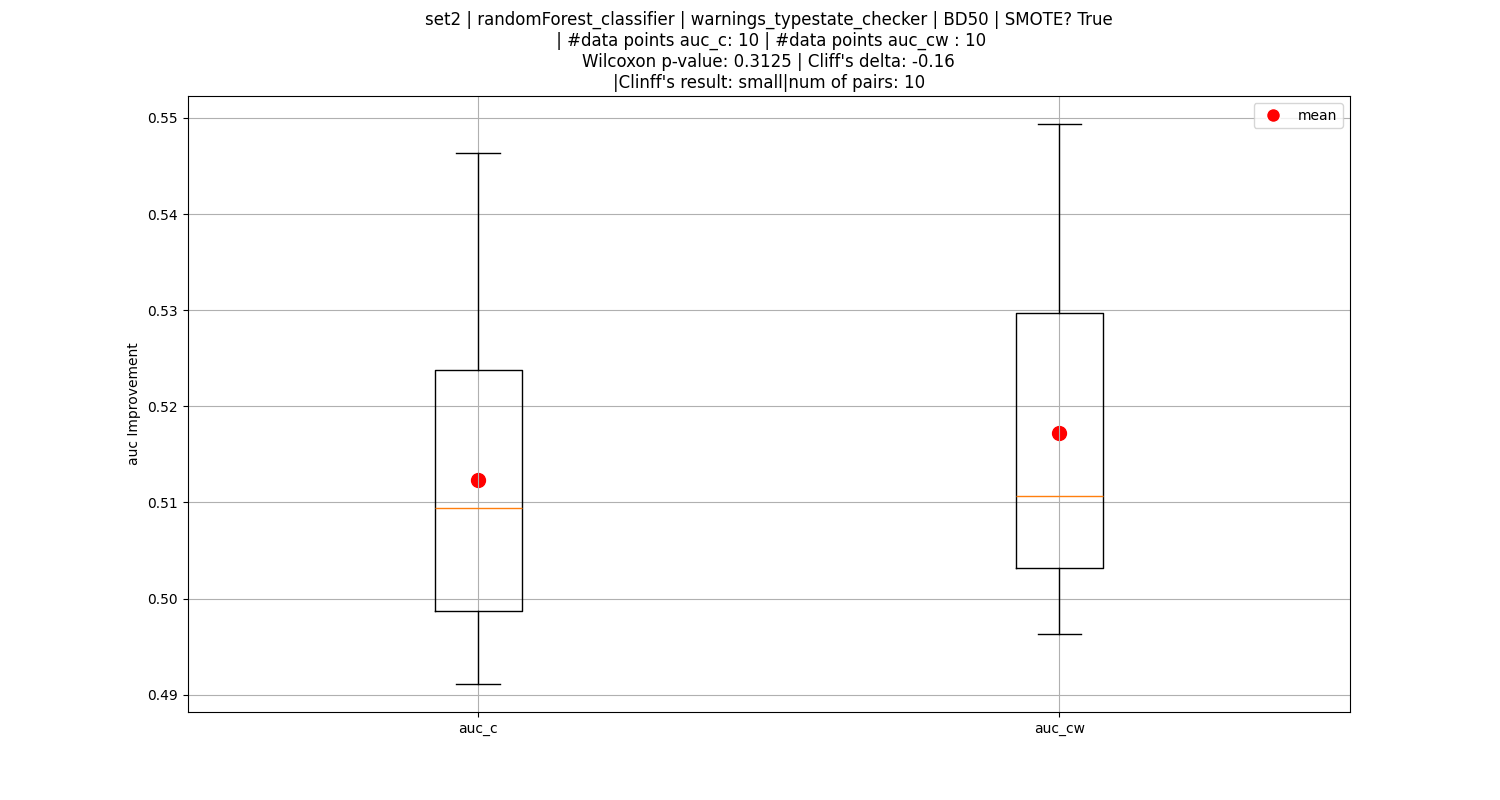 set2 | randomForest_classifier | warnings_typestate_checker | BD50 | SMOTE? True
| #data points auc_c: 10 | #data points auc_cw : 10
Wilcoxon p-value: 0.3125 | Cliff's delta: -0.16
|Clinff's result: small|num of pairs: 10
mean
0.55
0.54
0.53
0.52
0.51
0.50
0.49
auc Improvement
auc_c
auc_cw